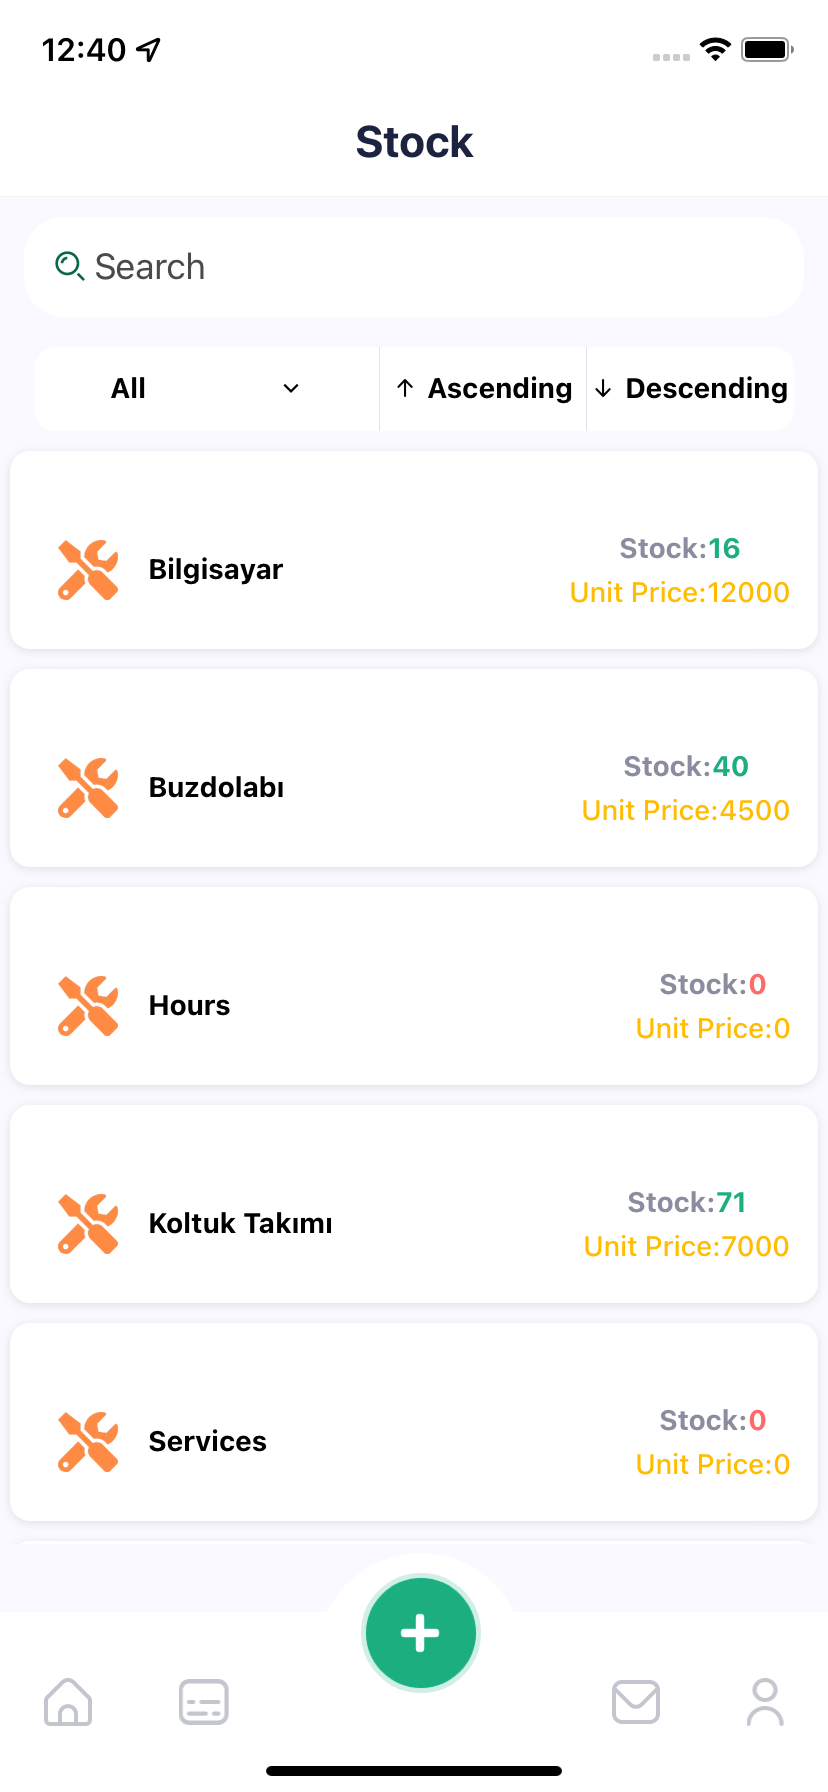 12:40
Stock
Search
All
Ascending
Descending
Bilgisayar
Stock:16
Unit Price:12000
Buzdolabı
Stock:40
Unit Price:4500
Hours
Stock:0
Unit Price:0
Koltuk Takımı
Stock:71
Unit Price:7000
Services
Stock:0
Unit Price:0